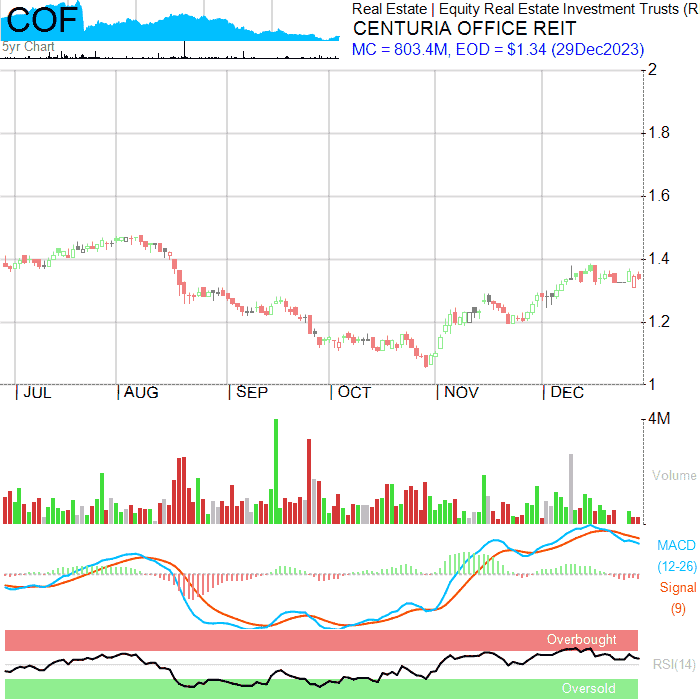 COF
5yr Chart
Real Estate | Equity Real Estate Investment Trusts (R
CENTURIA OFFICE REIT
MC = 803.4M, EOD = $1.34 (29Dec2023)
2
1.8
1.6
1.4
1.2
1
JUL AUG SEP OCT NOV DEC
4M
Volume
MACD
(12-26)
Signal
(9)
Overbought
RSI(14)
Oversold